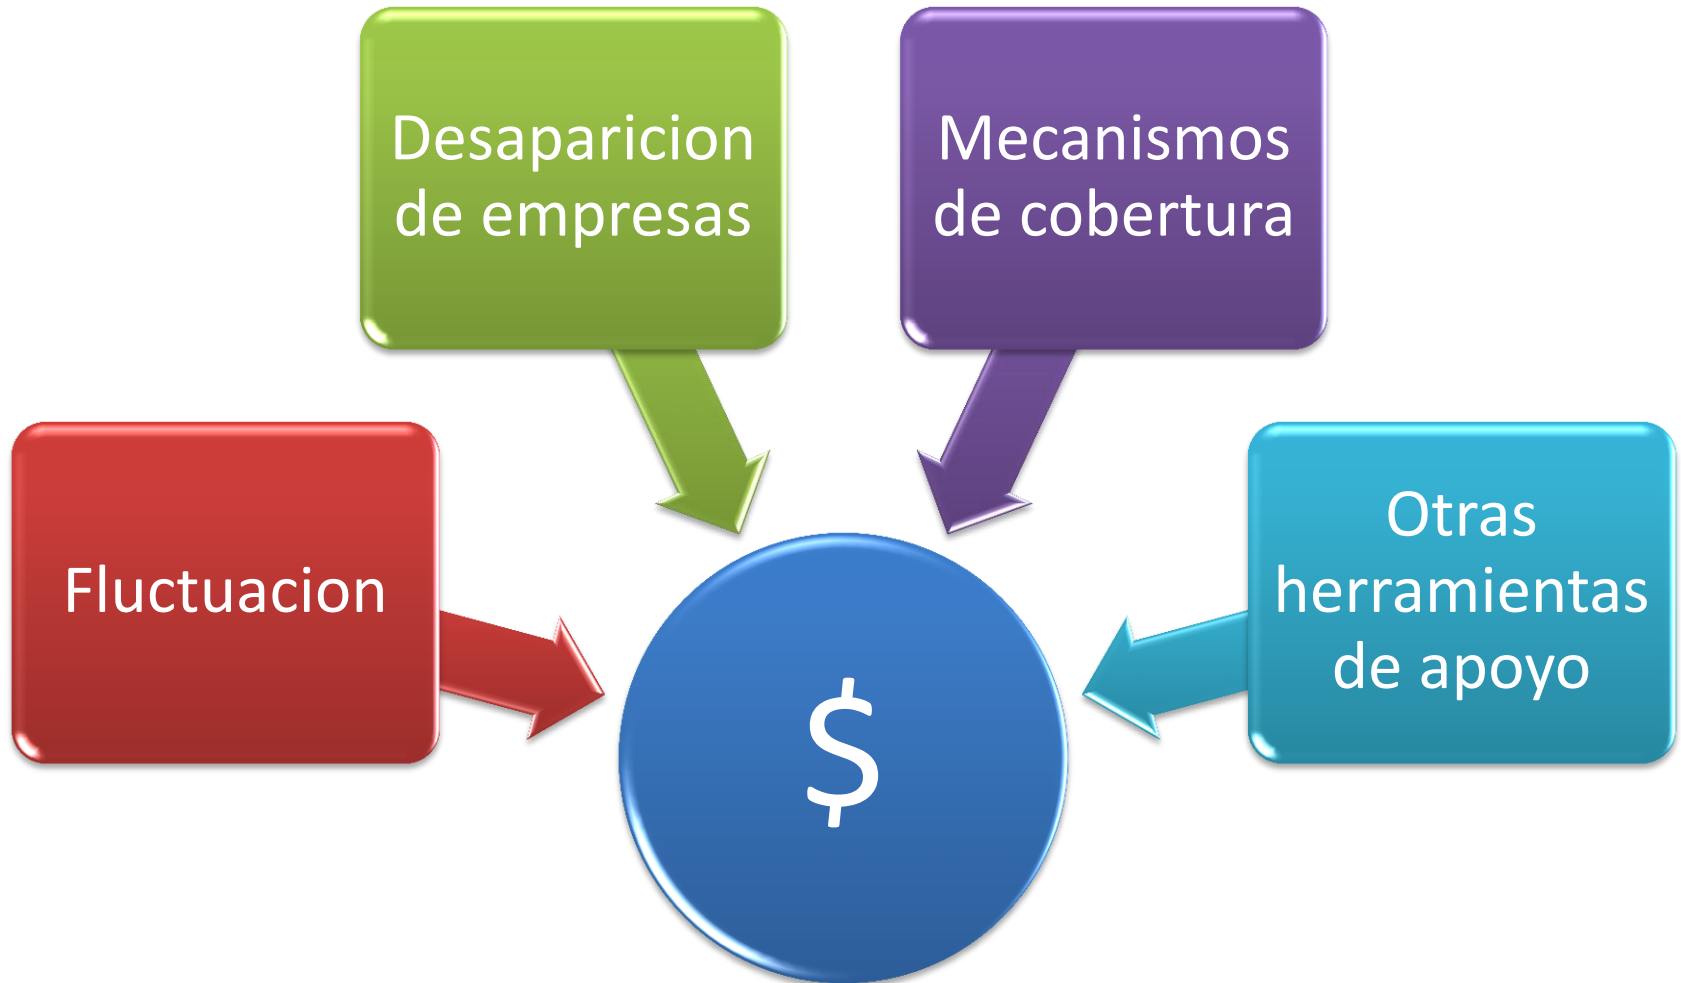 Desaparicion
de empresas
Mecanismos
de cobertura
Fluctuacion
Otras
herramientas
de apoyo
$